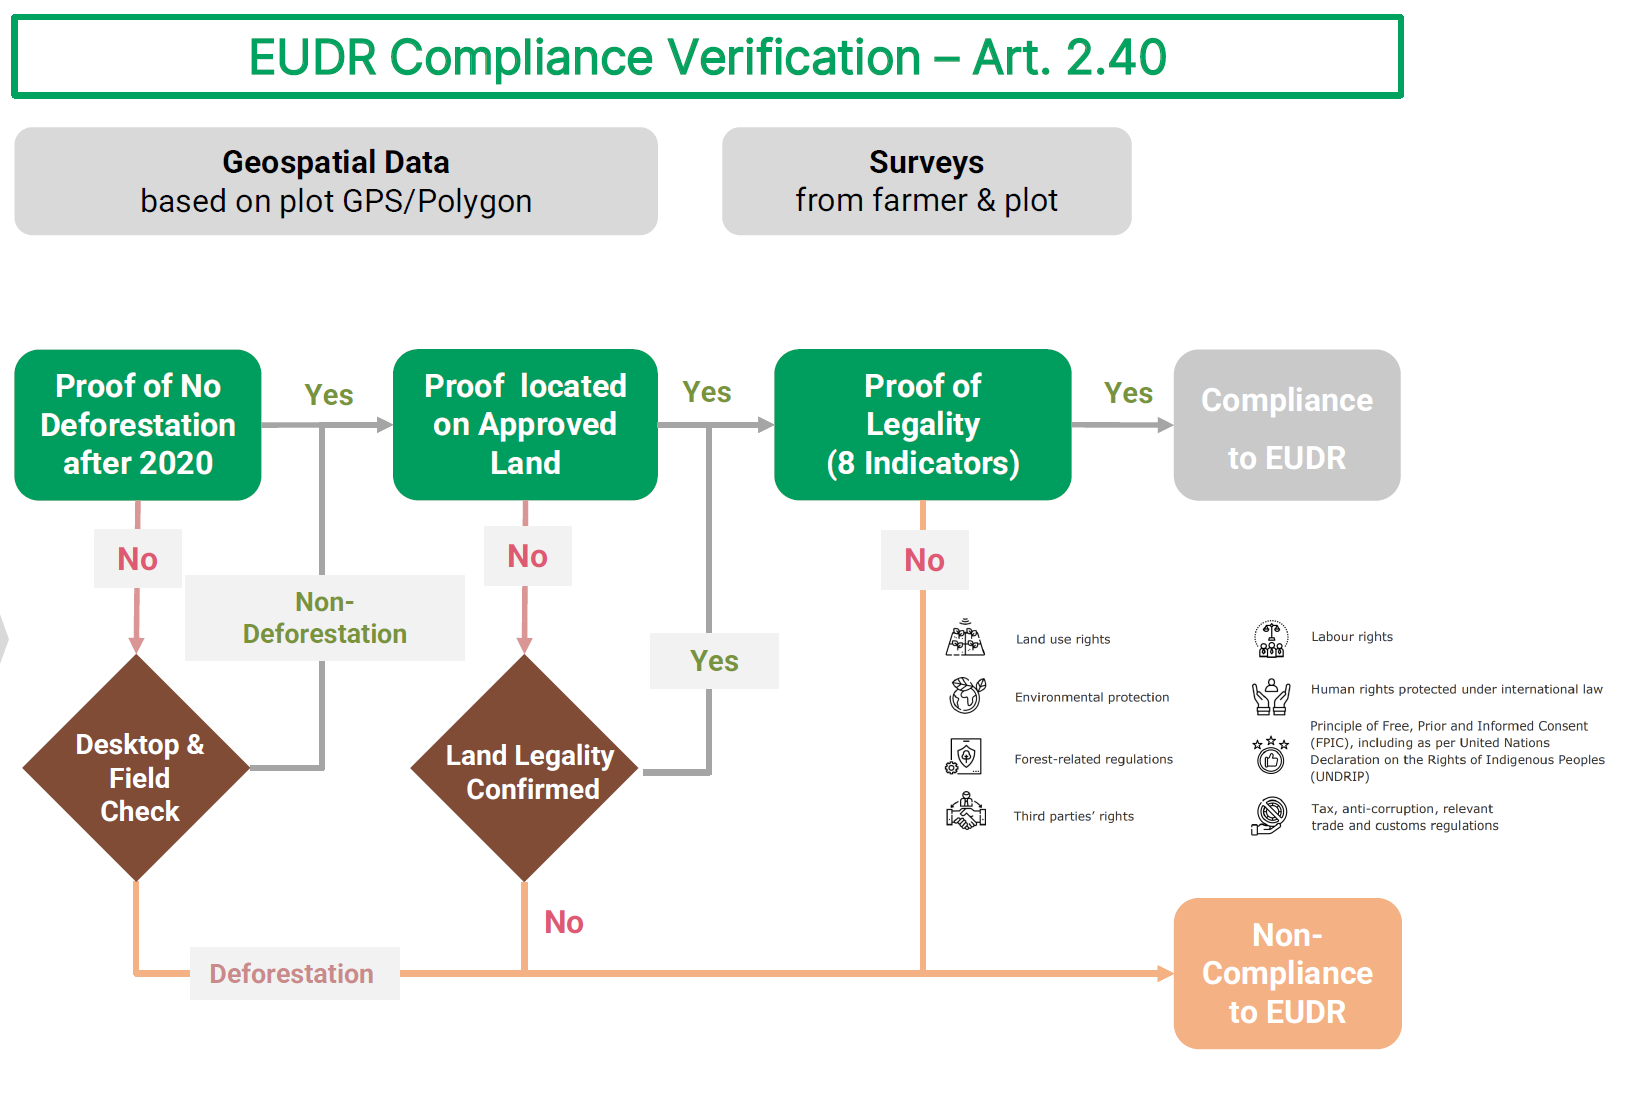 EUDR Compliance Verification – Art. 2.40
Geospatial Data
based on plot GPS/Polygon
Surveys
from farmer & plot
Proof of No
Deforestation
after 2020
Yes
Proof located
on Approved
Land
Yes
Proof of
Legality
(8 Indicators)
Yes
Compliance
to EUDR
No
Non-
Deforestation
No
Yes
No
Desktop &
Field
Check
Land Legality
Confirmed
Land use rights
Environmental protection
Forest-related regulations
Third parties’ rights
Labour rights
Human rights protected under international law
Principle of Free, Prior and Informed Consent
(FPIC), including as per United Nations
Declaration on the Rights of Indigenous Peoples
(UNDRIP)
Tax, anti-corruption, relevant
trade and customs regulations
No
Deforestation
Non-
Compliance
to EUDR